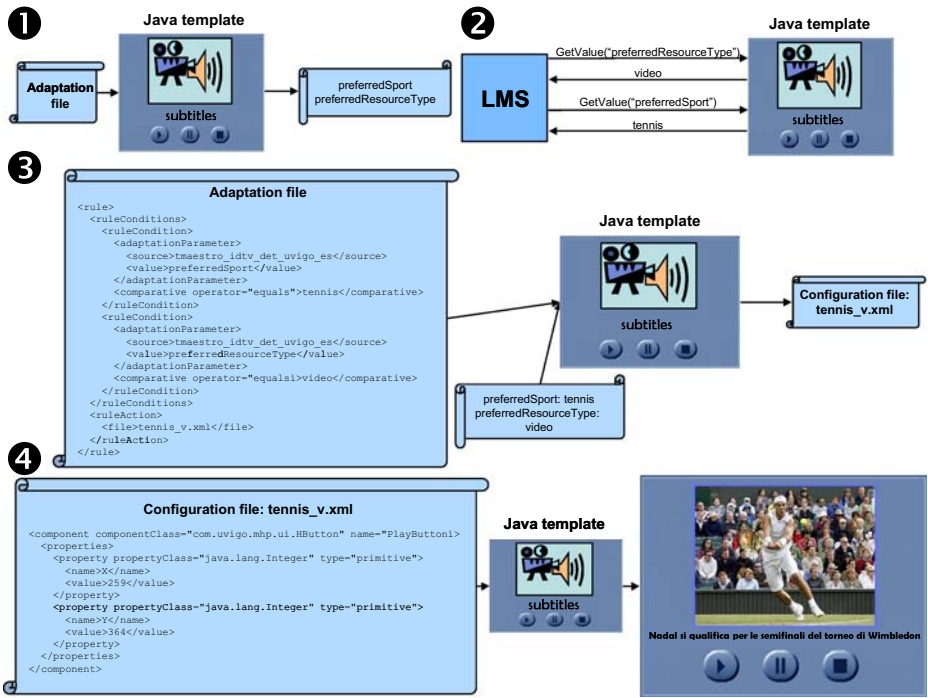 1
Java template
Adaptation
file
subtitles
preferredSport
preferredResourceType
2
Java template
LMS
GetValue("preferredResourceType")
video
GetValue("preferredSport")
tennis
subtitles
3
Adaptation file
<rule>
<ruleConditions>
<ruleCondition>
<adaptationParameter>
<source>tmaestro_idtv_det_uvigo_es</source>
<value>preferredSport</value>
</adaptationParameter>
<comparative operator="equals">tennis</comparative>
</ruleCondition>
<ruleCondition>
<adaptationParameter>
<source>tmaestro_idtv_det_uvigo_es</source>
<value>preferredResourceType</value>
</adaptationParameter>
<comparative operator="equalsi>video</comparative>
</ruleCondition>
</ruleConditions>
<ruleAction>
<file>tennis_v.xml</file>
</ruleAction>
</rule>
Java template
subtitles
preferredSport: tennis
preferredResourceType:
video
Configuration file:
tennis_v.xml
4
Configuration file: tennis_v.xml
<component componentClass="com.uvigo.mhp.ui.HButton" name="PlayButton1>
<properties>
<property propertyClass="java.lang.Integer" type="primitive">
<name>X</name>
<value>259</value>
</property>
<property propertyClass="java.lang.Integer" type="primitive">
<name>Y</name>
<value>364</value>
</property>
</properties>
</component>
Java template
subtitles
Nadal si qualifica per le semifinali del torneo di Wimbledon